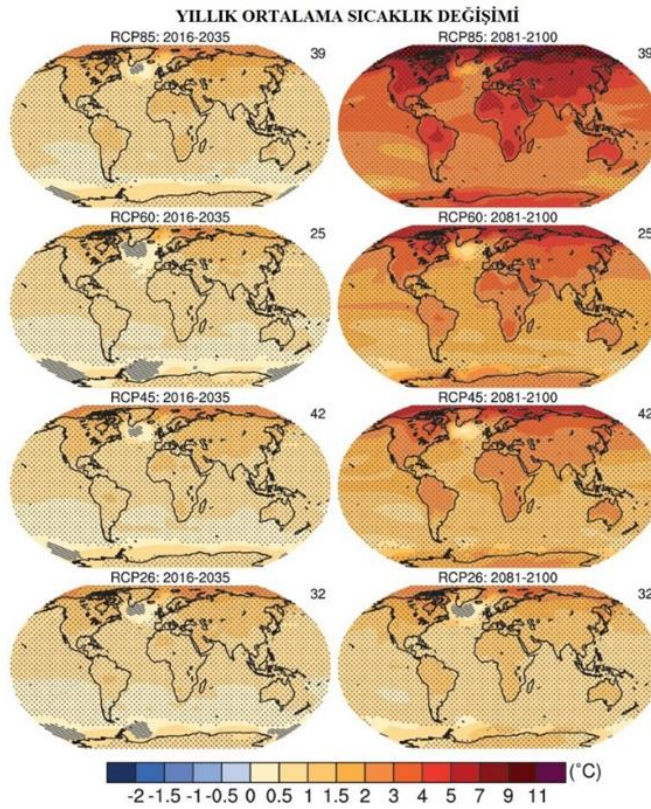 YILLIK ORTALAMA SICAKLIK DEĞİŞİMİ
RCP85: 2016-2035
39
RCP85: 2081-2100
39
RCP60: 2016-2035
25
RCP60: 2081-2100
25
RCP45: 2016-2035
42
RCP45: 2081-2100
42
RCP26: 2016-2035
32
RCP26: 2081-2100
32
(°C)
-2 -1.5 -1 -0.5 0 0.5 1 1.5 2 3 4 5 7 9 11